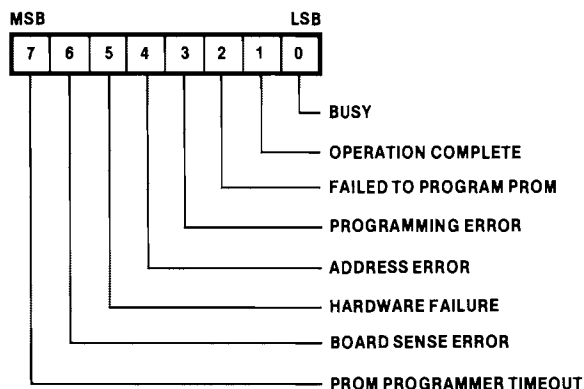 MSB LSB
7 6 5 4 3 2 1 0
BUSY
OPERATION COMPLETE
FAILED TO PROGRAM PROM
PROGRAMMING ERROR
ADDRESS ERROR
HARDWARE FAILURE
BOARD SENSE ERROR
PROM PROGRAMMER TIMEOUT